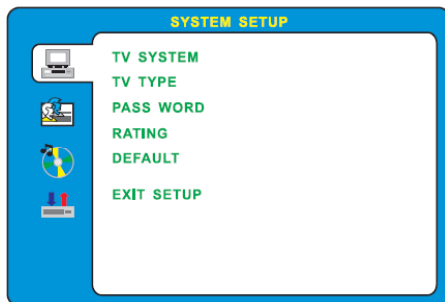 SYSTEM SETUP
TV SYSTEM
TV TYPE
PASS WORD
RATING
DEFAULT
EXIT SETUP